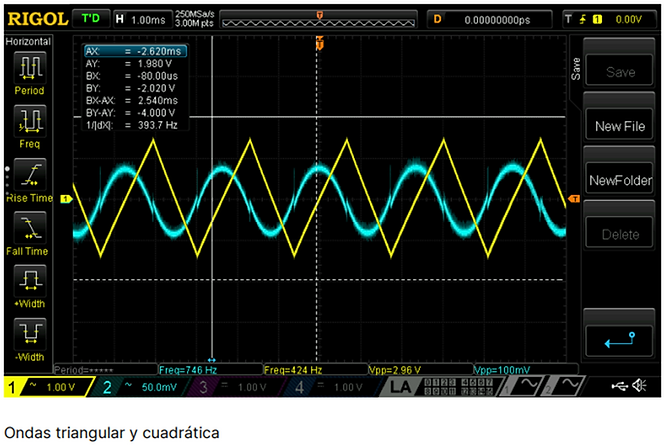 RIGOL T'D H 1.00ms 250MSa/s 3.00M pts D 0.00000000ps T 1 0.00V
Horizontal
Period
Freq
Rise Time
Fall Time
+Width
-Width
AX: = -2.620ms
AY: = 1.980 V
BX: = -80.00us
BY: = -2.020 V
BX-AX: = 2.540ms
BY-AY: = -4.000 V
1/|dX|: = 393.7 Hz
T
1
T
Save
Save
New File
NewFolder
Delete
Period=***** Freq=746 Hz Freq=424 Hz Vpp=2.96 V Vpp=100mV
1 ~ 1.00 V 2 ~ 50.0mV 3 = 1.00 V 4 = 1.00 V LA 1 2
Ondas triangular y cuadrática